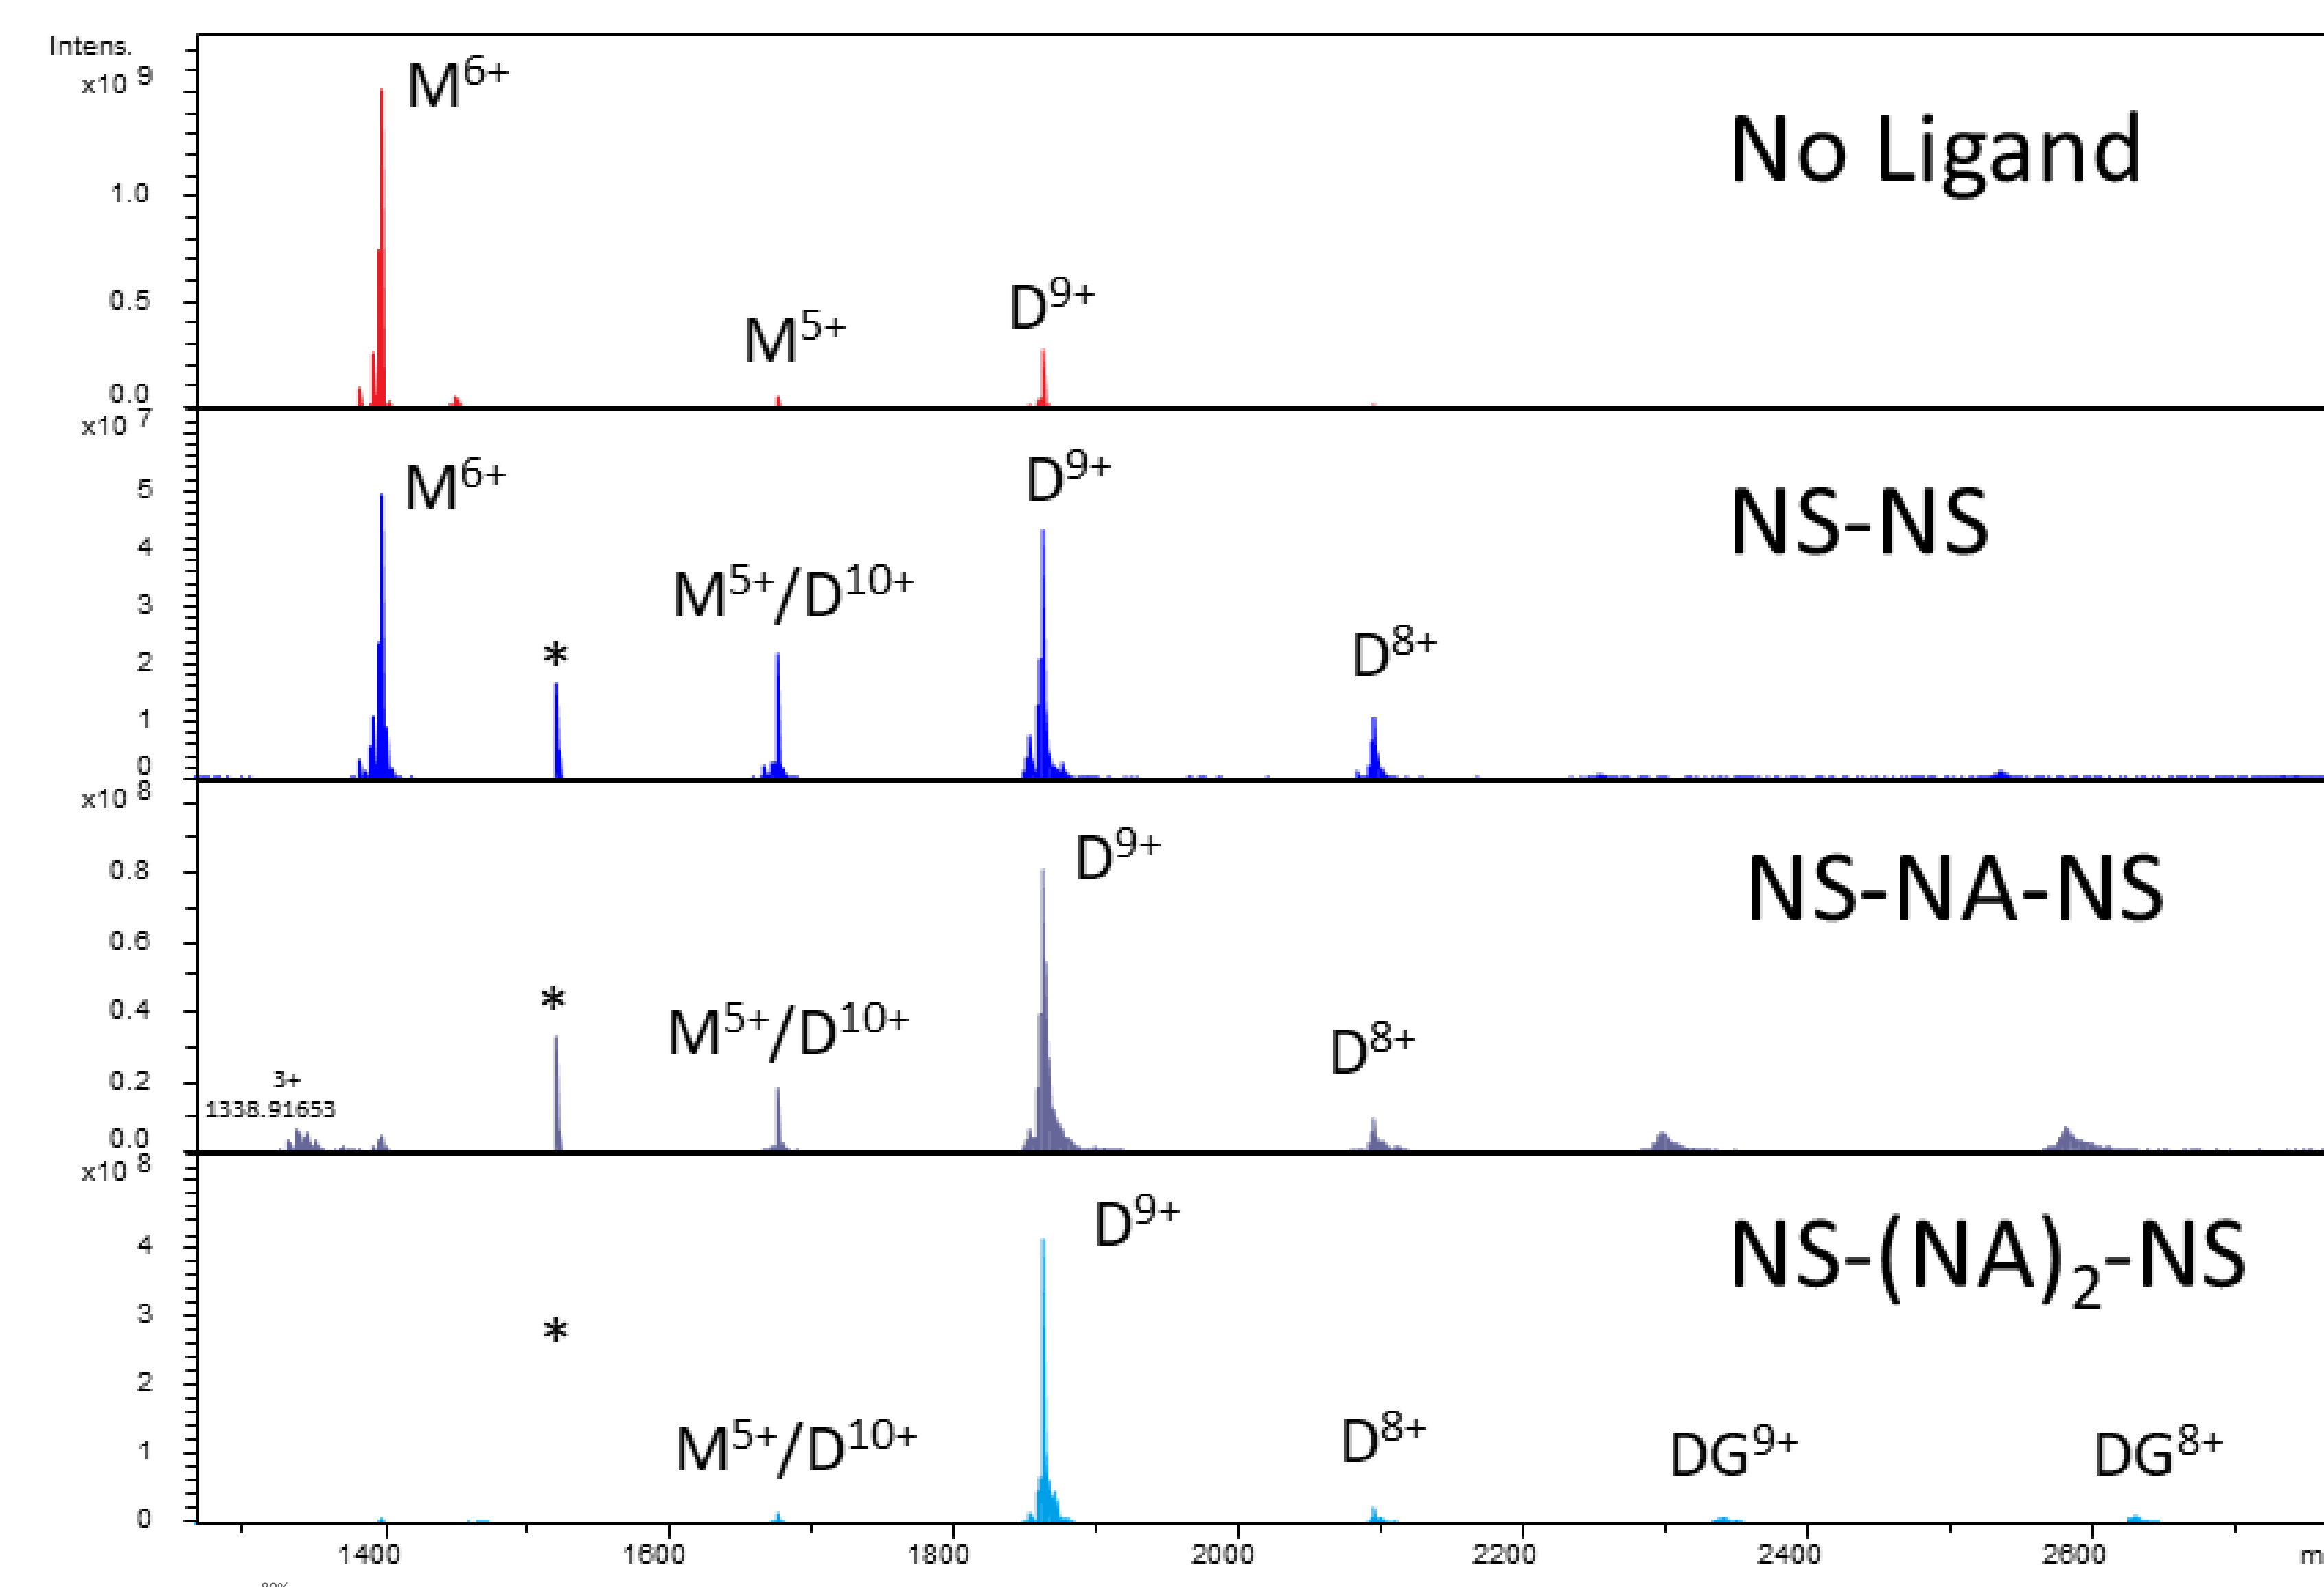 Intens.
x10 9
1.0
0.5
0.0
M6+
M5+
D9+
No Ligand
x10 7
5
4
3
2
1
0
M6+
*
M5+/D10+
D9+
D8+
NS-NS
x10 8
0.8
0.6
0.4
0.2
0.0
3+
1338.91653
*
M5+/D10+
D9+
D8+
NS-NA-NS
x10 8
4
3
2
1
0
*
M5+/D10+
D9+
D8+
DG9+
DG8+
NS-(NA)2-NS
1400 1600 1800 2000 2200 2400 2600